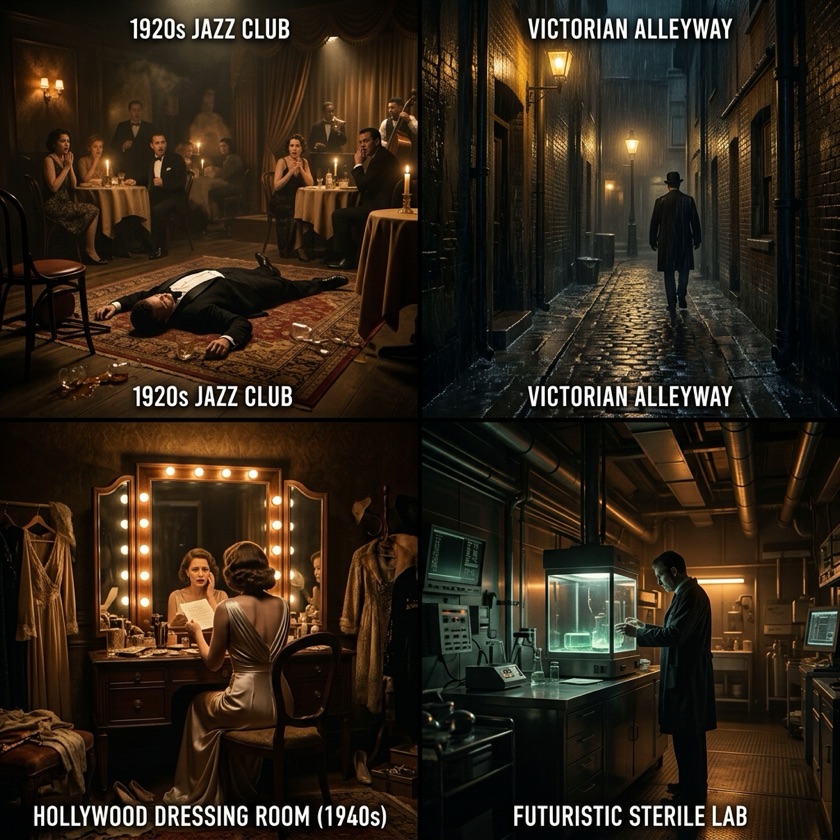 1920s JAZZ CLUB
VICTORIAN ALLEYWAY
1920s JAZZ CLUB
VICTORIAN ALLEYWAY
HOLLYWOOD DRESSING ROOM (1940s)
FUTURISTIC STERILE LAB